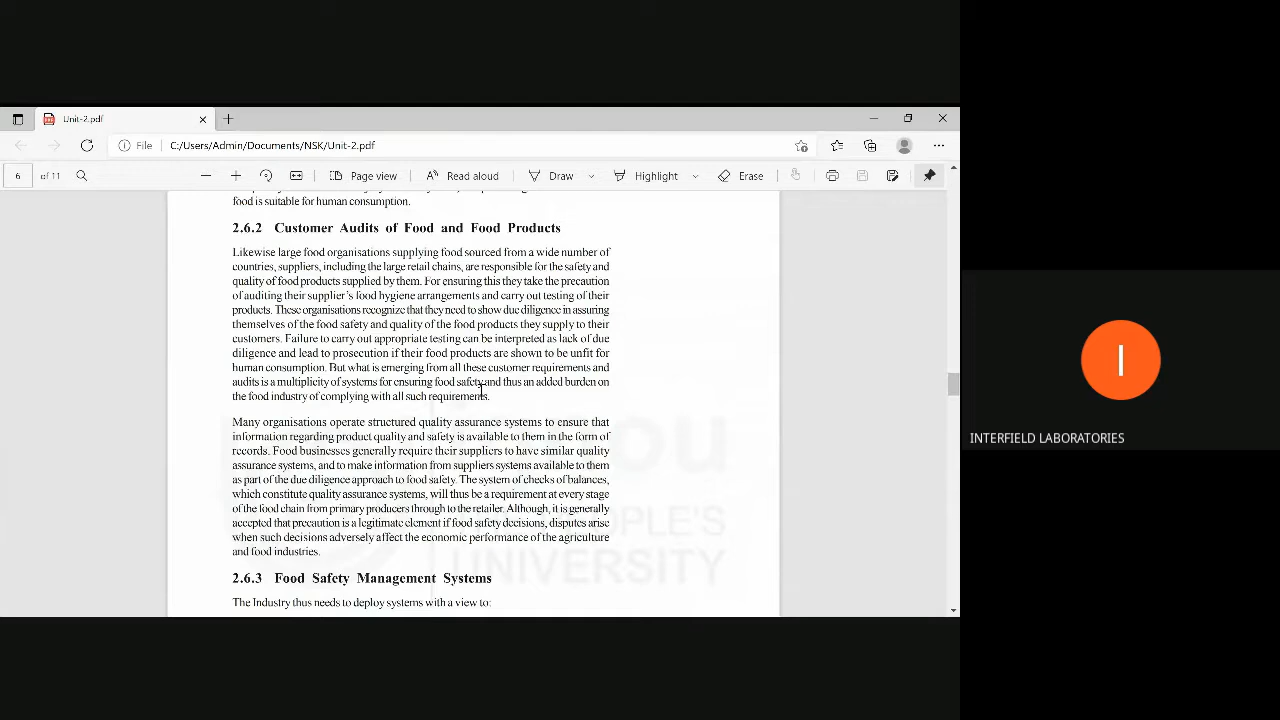 Unit-2.pdf
File C:/Users/Admin/Documents/NSK/Unit-2.pdf
6 of 11 Page view Read aloud Draw Highlight Erase
food is suitable for human consumption.
2.6.2 Customer Audits of Food and Food Products
Likewise large food organisations supplying food sourced from a wide number of
countries, suppliers, including the large retail chains, are responsible for the safety and
quality of food products supplied by them. For ensuring this they take the precaution
of auditing their supplier's food hygiene arrangements and carry out testing of their
products. These organisations recognize that they need to show due diligence in assuring
themselves of the food safety and quality of the food products they supply to their
customers. Failure to carry out appropriate testing can be interpreted as lack of due
diligence and lead to prosecution if their food products are shown to be unfit for
human consumption. But what is emerging from all these customer requirements and
audits is a multiplicity of systems for ensuring food safety and thus an added burden on
the food industry of complying with all such requirements.
Many organisations operate structured quality assurance systems to ensure that
information regarding product quality and safety is available to them in the form of
records. Food businesses generally require their suppliers to have similar quality
assurance systems, and to make information from suppliers systems available to them
as part of the due diligence approach to food safety. The system of checks of balances,
which constitute quality assurance systems, will thus be a requirement at every stage
of the food chain from primary producers through to the retailer. Although, it is generally
accepted that precaution is a legitimate element if food safety decisions, disputes arise
when such decisions adversely affect the economic performance of the agriculture
and food industries.
2.6.3 Food Safety Management Systems
The Industry thus needs to deploy systems with a view to:
UNIVERSITY
I
INTERFIELD LABORATORIES